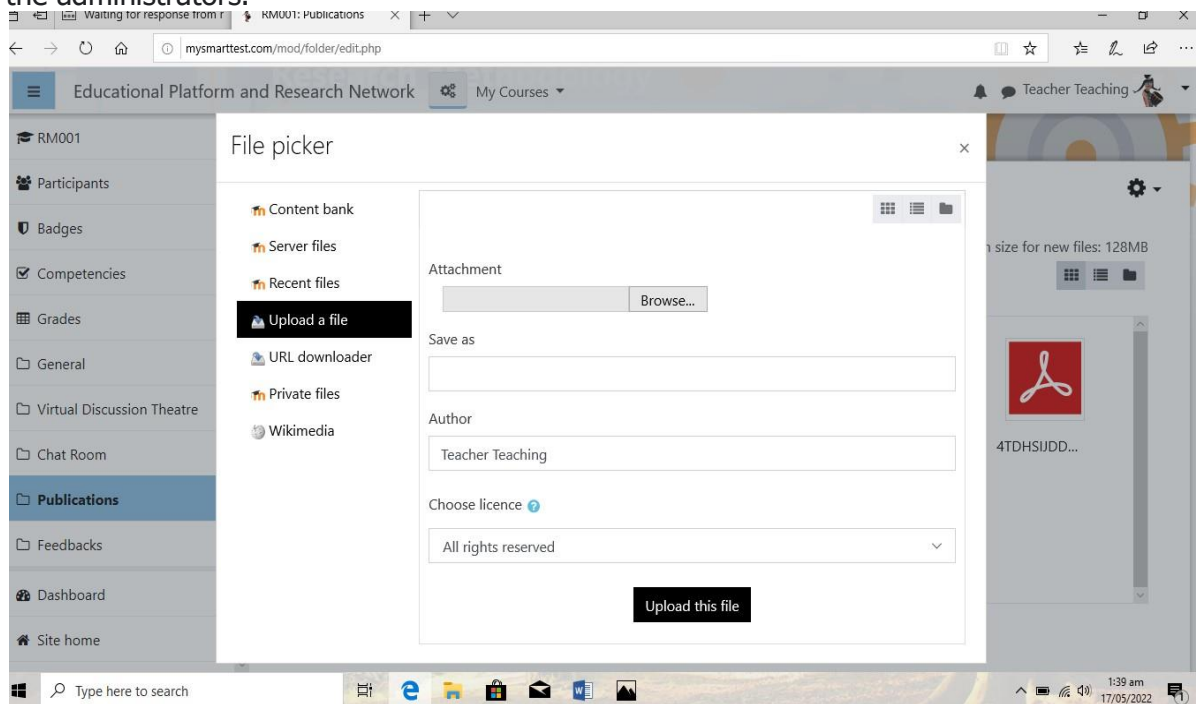 the administrators.
Waiting for response from r
RM001: Publications
mysmarttest.com/mod/folder/edit.php
Educational Platform and Research Network
My Courses
Teacher Teaching
RM001
Participants
Badges
Competencies
Grades
General
Virtual Discussion Theatre
Chat Room
Publications
Feedbacks
Dashboard
Site home
File picker
Content bank
Server files
Recent files
Upload a file
URL downloader
Private files
Wikimedia
Attachment
Browse...
Save as
Author
Teacher Teaching
Choose licence
All rights reserved
Upload this file
size for new files: 128MB
4TDHSIJDD...
Type here to search
1:39 am
17/05/2022